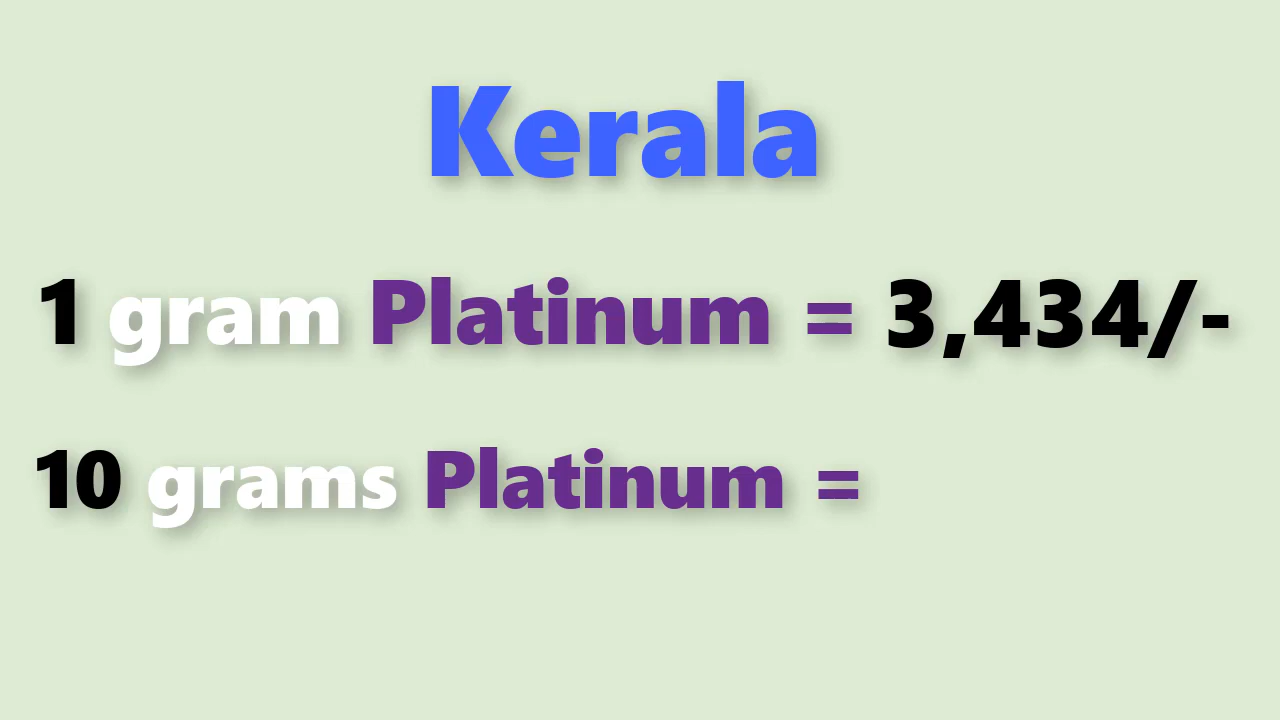 Kerala
1 gram Platinum = 3,434/-
10 grams Platinum =